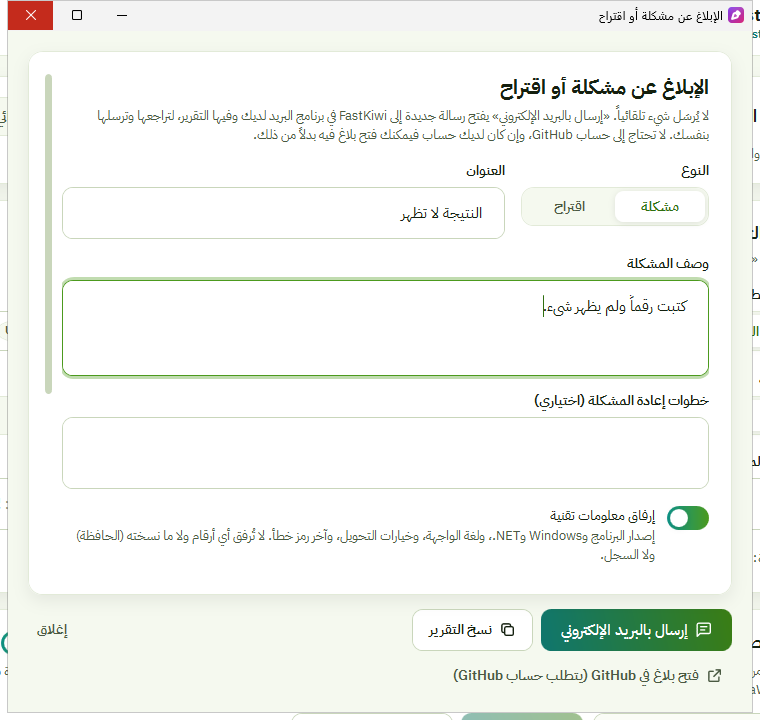 الإبلاغ عن مشكلة أو اقتراح
الإبلاغ عن مشكلة أو اقتراح
لا يُرسَل شيء تلقائياً. «إرسال بالبريد الإلكتروني» يفتح رسالة جديدة إلى FastKiwi في برنامج البريد لديك وفيها التقرير، لتراجعها وترسلها
بنفسك. لا تحتاج إلى حساب GitHub، وإن كان لديك حساب فيمكنك فتح بلاغ فيه بدلاً من ذلك.
النوع
العنوان
مشكلة
اقتراح
النتيجة لا تظهر
وصف المشكلة
كتبت رقماً ولم يظهر شيء.
خطوات إعادة المشكلة (اختياري)
إرفاق معلومات تقنية
إصدار البرنامج وWindows و.NET، ولغة الواجهة، وخيارات التحويل، وآخر رمز خطأ. لا تُرفق أي أرقام ولا ما نسخته (الحافظة)
ولا السجل.
إرسال بالبريد الإلكتروني
نسخ التقرير
إغلاق
فتح بلاغ في GitHub (يتطلب حساب GitHub)